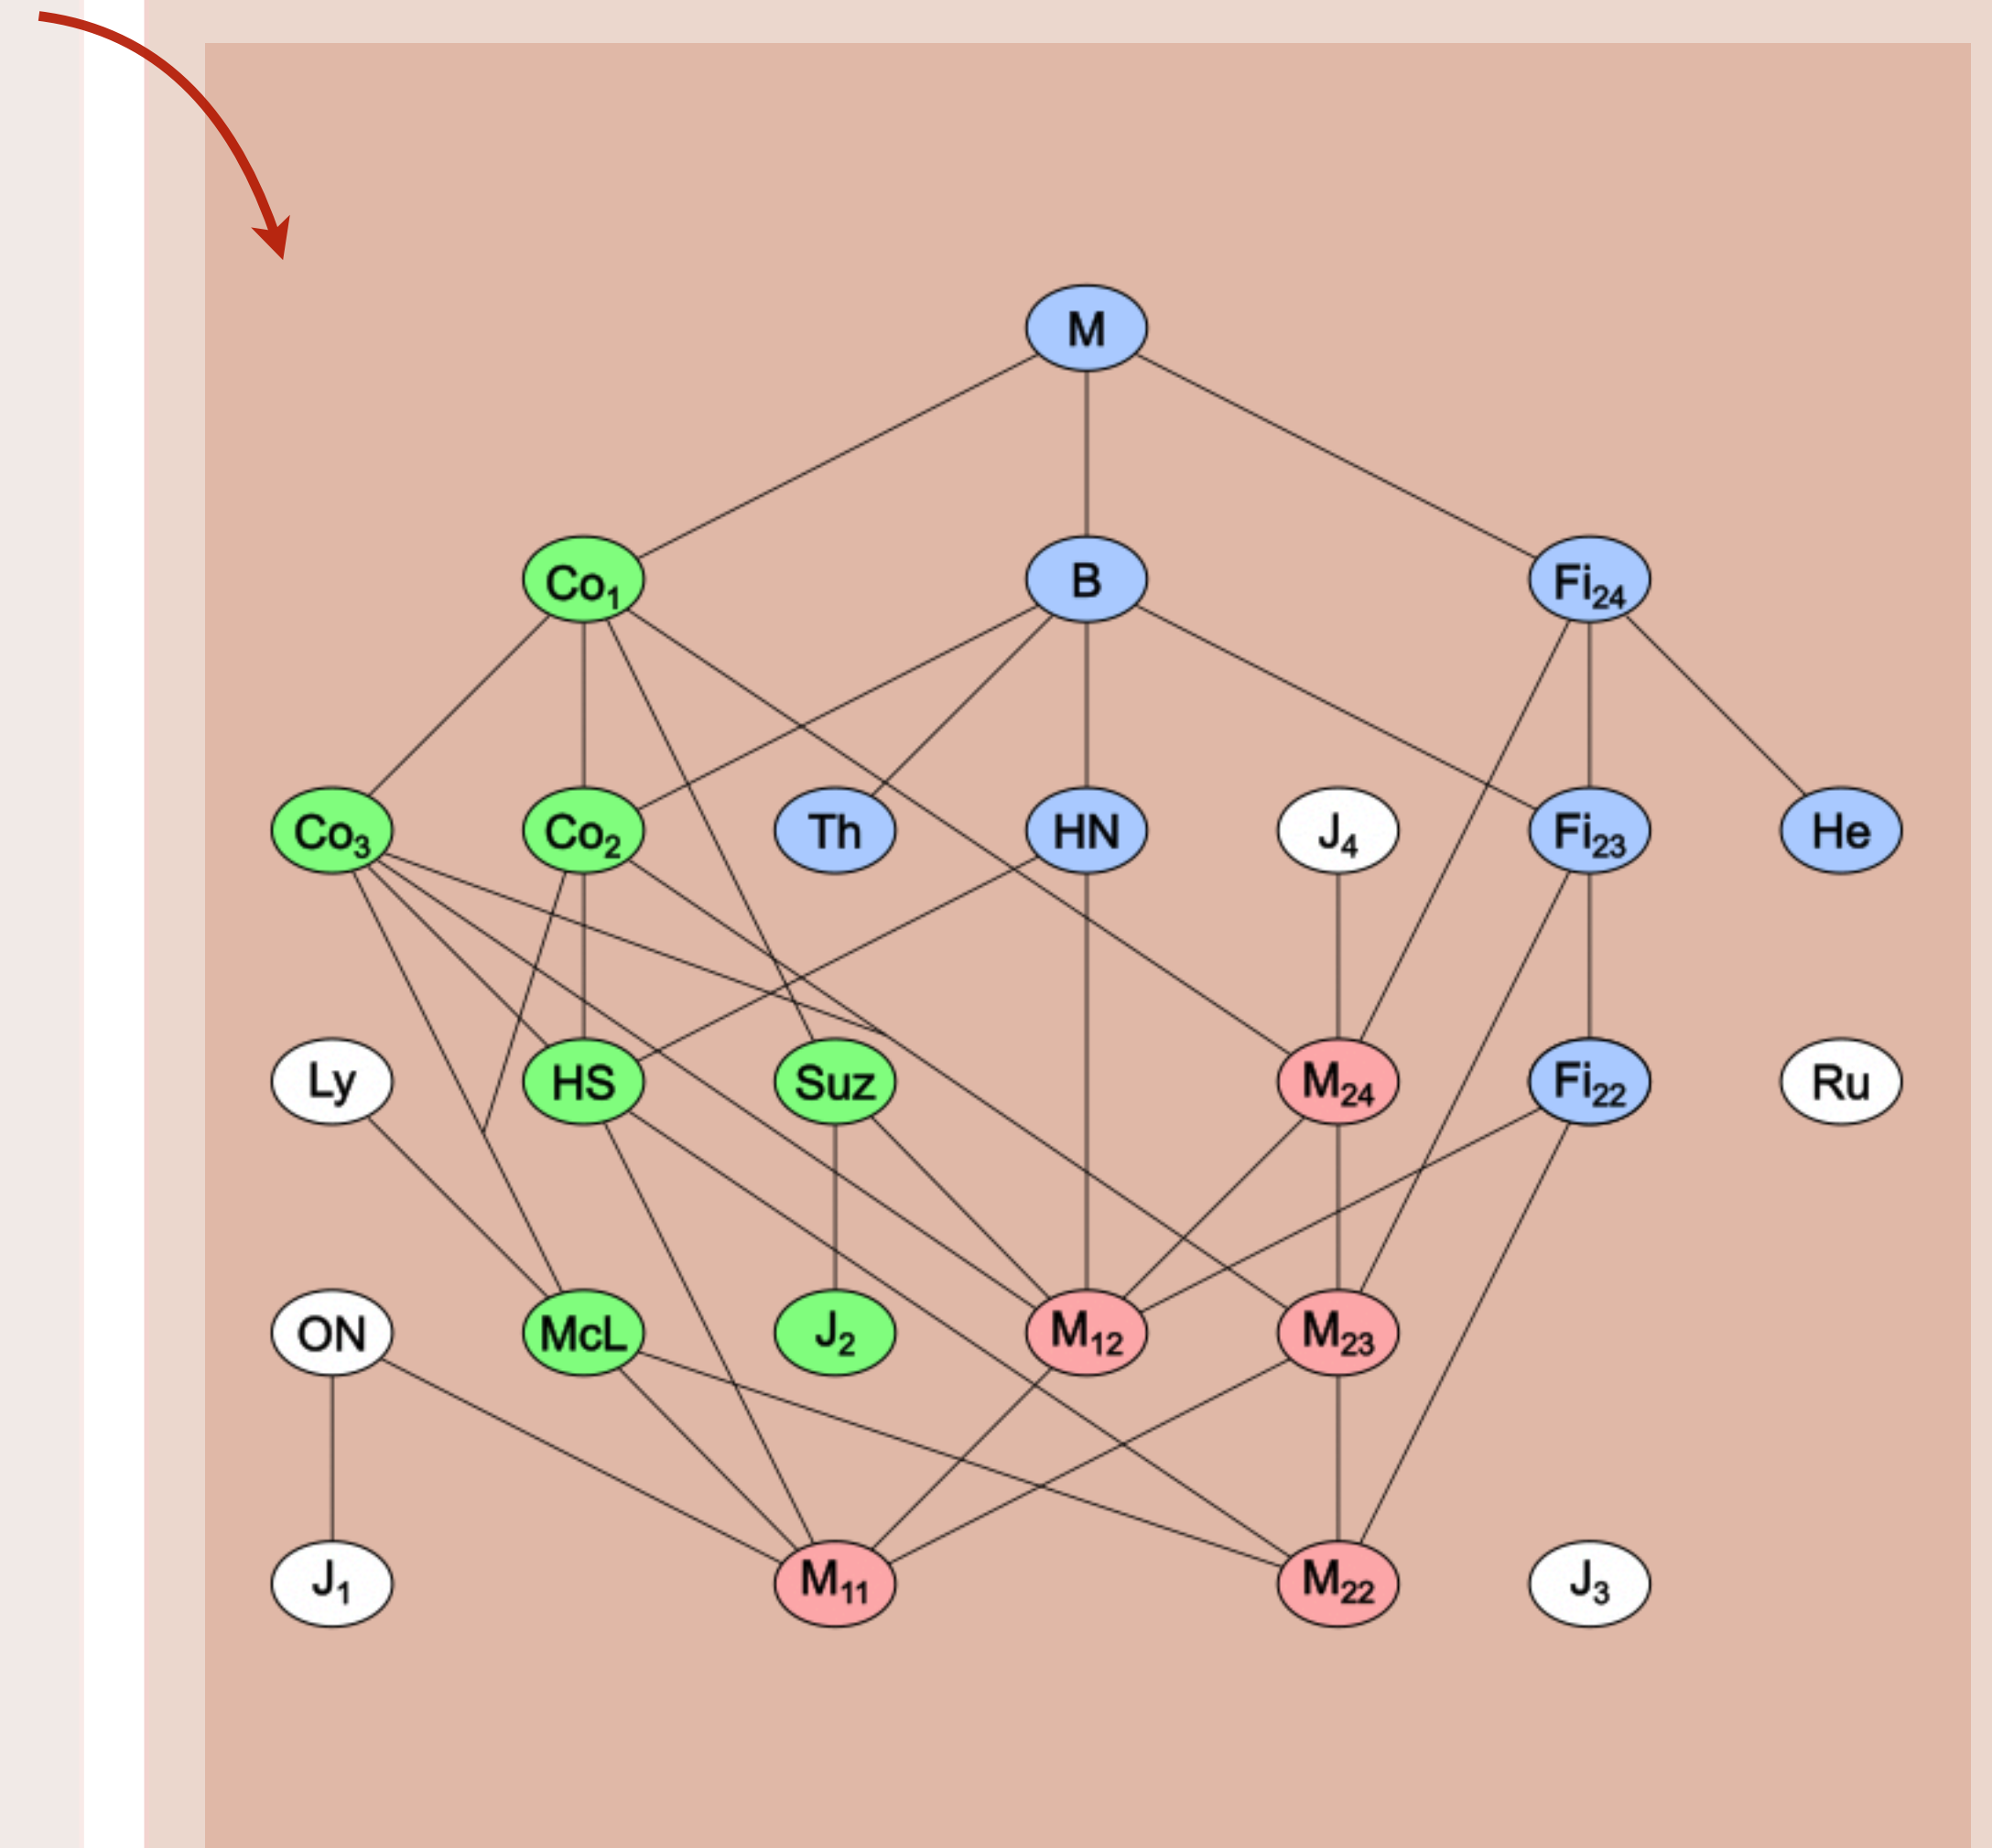 M
Co₁ B Fi₂₄
Co₃ Co₂ Th HN J₄ Fi₂₃ He
Ly HS Suz M₂₄ Fi₂₂ Ru
ON McL J₂ M₁₂ M₂₃
J₁ M₁₁ M₂₂ J₃